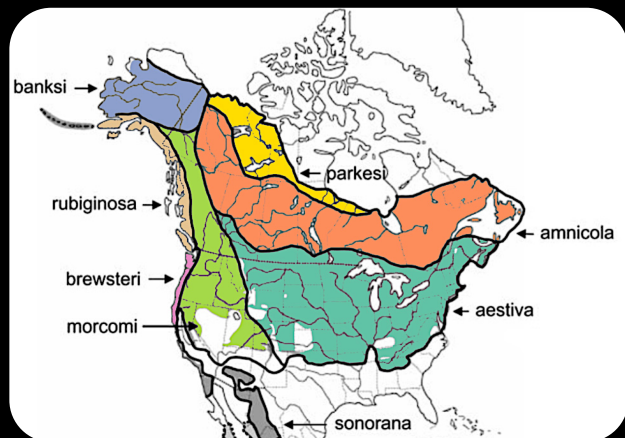 banksi
parkesi
rubiginosa
amnicola
brewsteri
aestiva
morcomi
sonorana